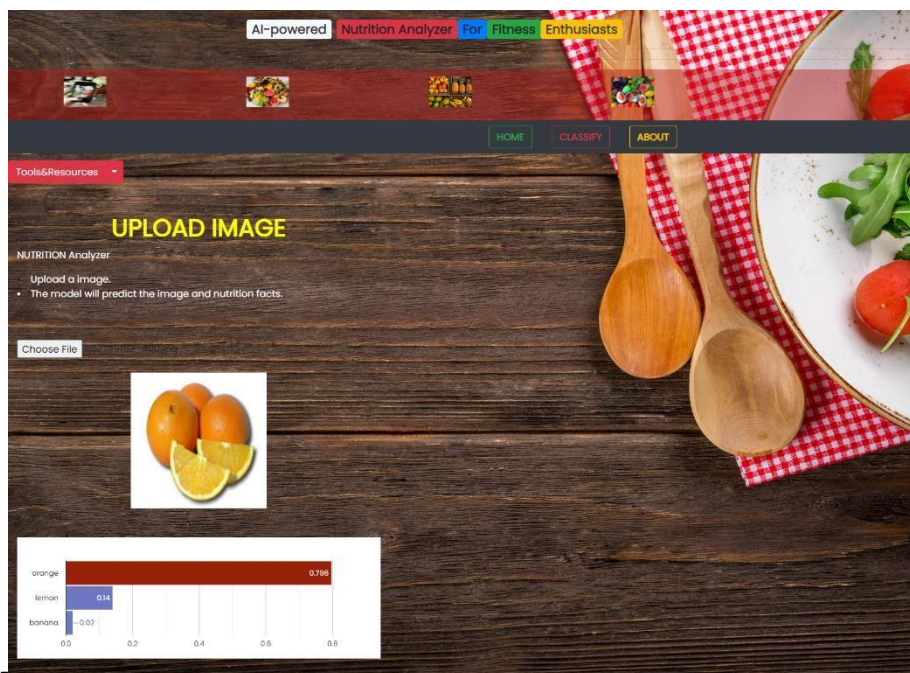 AI-powered Nutrition Analyzer For Fitness Enthusiasts
HOME CLASSIFY ABOUT
Tools&Resources
UPLOAD IMAGE
NUTRITION Analyzer
Upload a image.
• The model will predict the image and nutrition facts.
Choose File
orange 0.796
lemon 0.14
banana 0.02
0.0 0.2 0.4 0.6 0.8